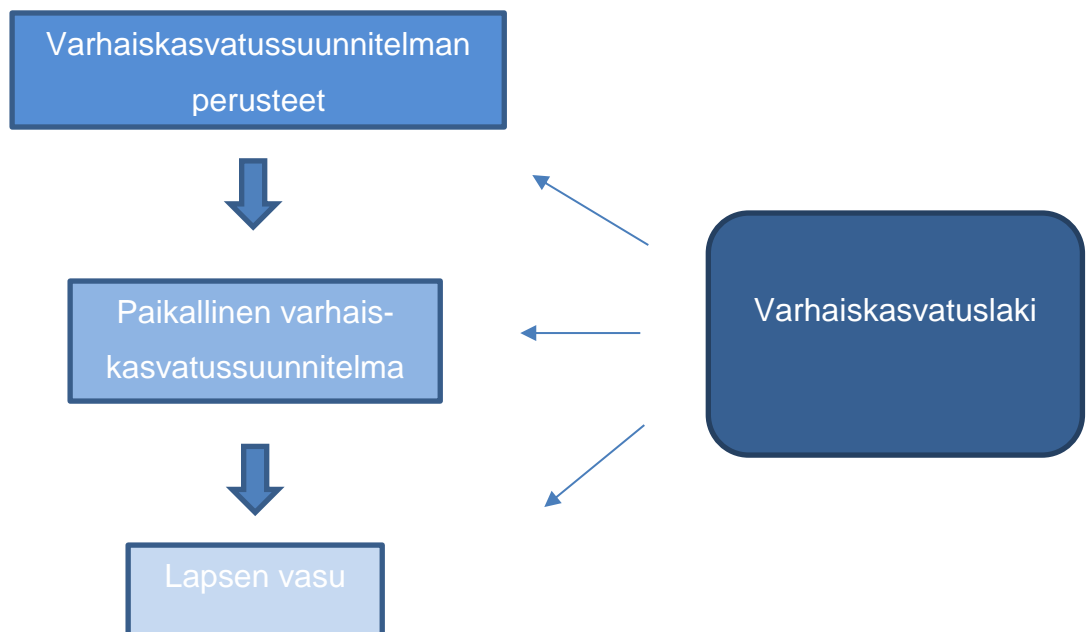 Varhaiskasvatussuunnitelman
perusteet
Paikallinen varhais-
kasvatussuunnitelma
Varhaiskasvatuslaki
Lapsen vasu